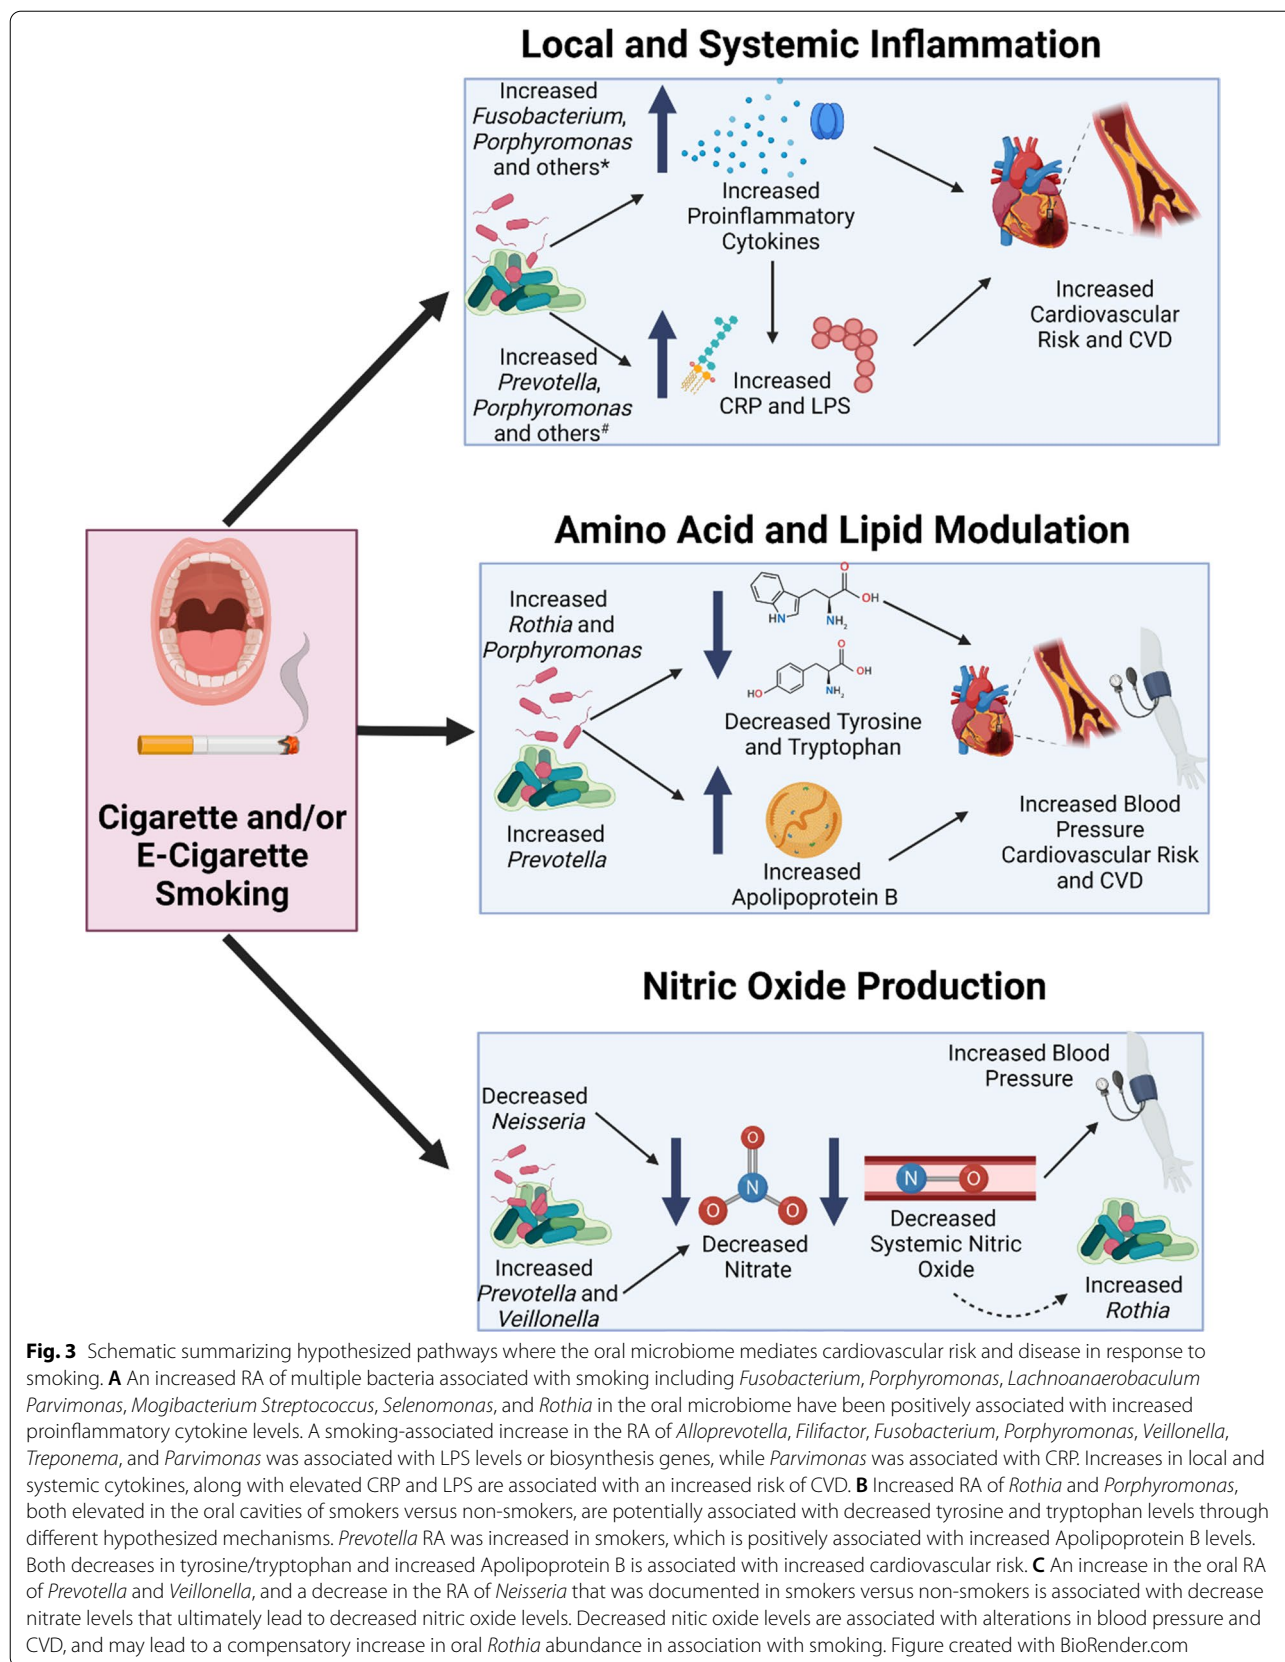 Local and Systemic Inflammation
Increased
Fusobacterium,
Porphyromonas
and others*
Increased
Proinflammatory
Cytokines
Increased
Prevotella,
Porphyromonas
and others#
Increased
CRP and LPS
Increased
Cardiovascular
Risk and CVD
Cigarette and/or
E-Cigarette
Smoking
Amino Acid and Lipid Modulation
Increased
Rothia and
Porphyromonas
O
OH
HN
NH2
O
OH
HO
NH2
Decreased Tyrosine
and Tryptophan
Increased
Prevotella
Increased
Apolipoprotein B
Increased Blood
Pressure
Cardiovascular Risk
and CVD
Nitric Oxide Production
Decreased
Neisseria
Increased
Prevotella and
Veillonella
O
N
O
O
Decreased
Nitrate
N
O
Decreased
Systemic Nitric
Oxide
Increased Blood
Pressure
Increased
Rothia
Fig. 3 Schematic summarizing hypothesized pathways where the oral microbiome mediates cardiovascular risk and disease in response to
smoking. A An increased RA of multiple bacteria associated with smoking including Fusobacterium, Porphyromonas, Lachnoanaerobaculum
Parvimonas, Mogibacterium Streptococcus, Selenomonas, and Rothia in the oral microbiome have been positively associated with increased
proinflammatory cytokine levels. A smoking-associated increase in the RA of Alloprevotella, Filifactor, Fusobacterium, Porphyromonas, Veillonella,
Treponema, and Parvimonas was associated with LPS levels or biosynthesis genes, while Parvimonas was associated with CRP. Increases in local and
systemic cytokines, along with elevated CRP and LPS are associated with an increased risk of CVD. B Increased RA of Rothia and Porphyromonas,
both elevated in the oral cavities of smokers versus non-smokers, are potentially associated with decreased tyrosine and tryptophan levels through
different hypothesized mechanisms. Prevotella RA was increased in smokers, which is positively associated with increased Apolipoprotein B levels.
Both decreases in tyrosine/tryptophan and increased Apolipoprotein B is associated with increased cardiovascular risk. C An increase in the oral RA
of Prevotella and Veillonella, and a decrease in the RA of Neisseria that was documented in smokers versus non-smokers is associated with decrease
nitrate levels that ultimately lead to decreased nitric oxide levels. Decreased nitic oxide levels are associated with alterations in blood pressure and
CVD, and may lead to a compensatory increase in oral Rothia abundance in association with smoking. Figure created with BioRender.com